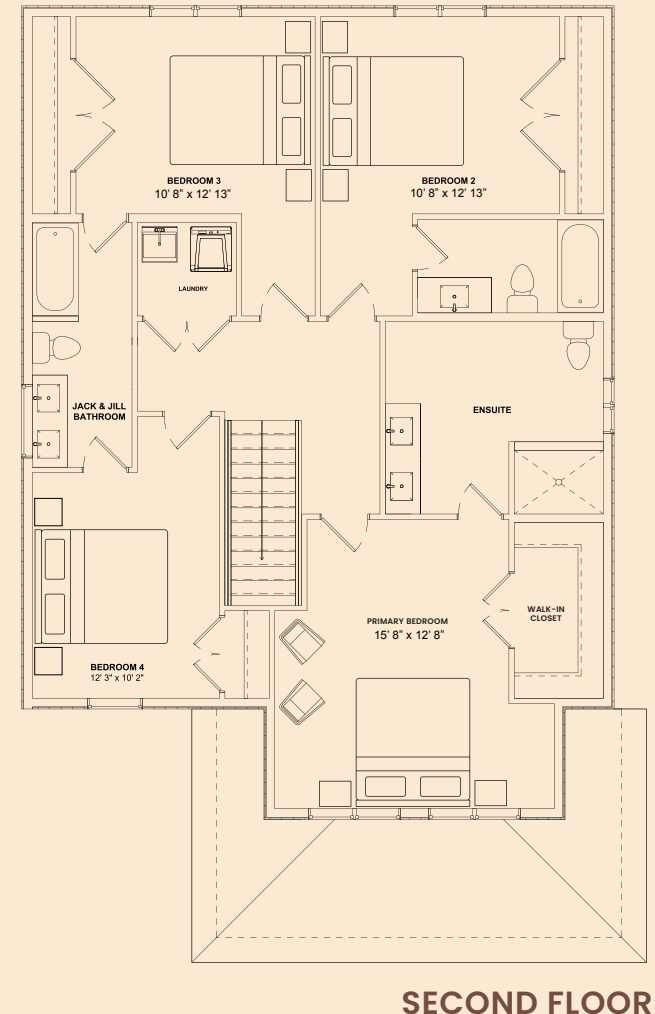 BEDROOM 3
10' 8" x 12' 13"
BEDROOM 2
10' 8" x 12' 13"
LAUNDRY
JACK & JILL
BATHROOM
ENSUITE
PRIMARY BEDROOM
15' 8" x 12' 8"
WALK-IN
CLOSET
BEDROOM 4
12' 3" x 10' 2"
SECOND FLOOR